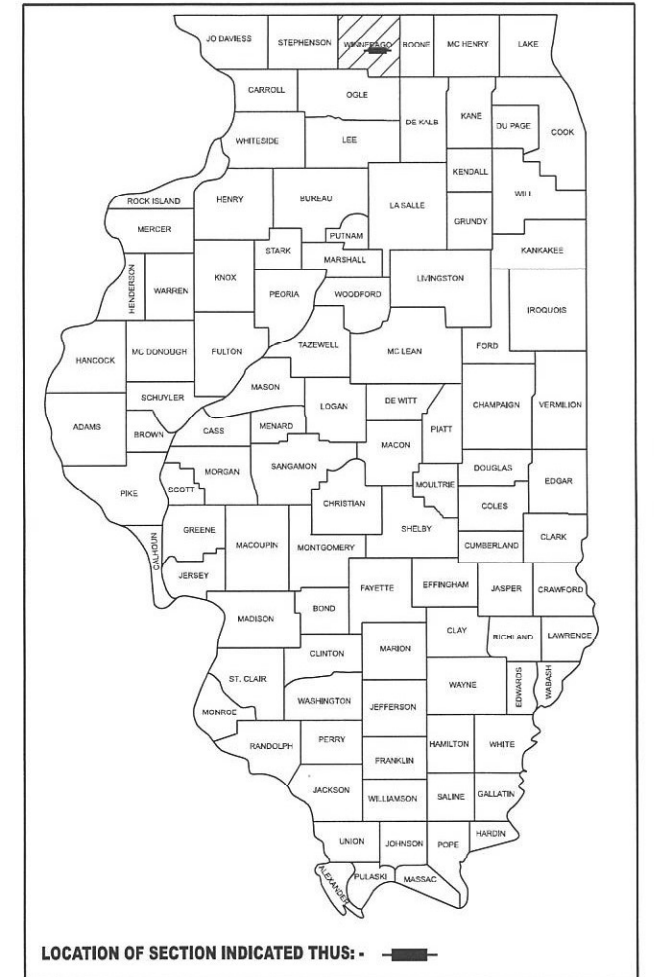 JO DAVIESS
STEPHENSON
WINNEBAGO
BOONE
MC HENRY
LAKE
CARROLL
OGLE
DE KALB
KANE
DU PAGE
COOK
WHITESIDE
LEE
KENDALL
WILL
ROCK ISLAND
HENRY
BUREAU
LA SALLE
GRUNDY
MERCER
PUTNAM
STARK
MARSHALL
KANKAKEE
HENDERSON
WARREN
KNOX
PEORIA
WOODFORD
LIVINGSTON
IROQUOIS
HANCOCK
MC DONOUGH
FULTON
TAZEWELL
MC LEAN
FORD
MASON
SCHUYLER
LOGAN
DE WITT
CHAMPAIGN
VERMILION
ADAMS
BROWN
CASS
MENARD
MACON
PIATT
DOUGLAS
EDGAR
PIKE
SCOTT
MORGAN
SANGAMON
CHRISTIAN
MOULTRIE
COLES
CALHOUN
GREENE
MACOUPIN
MONTGOMERY
SHELBY
CUMBERLAND
CLARK
JERSEY
FAYETTE
EFFINGHAM
JASPER
CRAWFORD
MADISON
BOND
CLAY
RICHLAND
LAWRENCE
CLINTON
MARION
ST. CLAIR
WASHINGTON
JEFFERSON
WAYNE
EDWARDS
WABASH
MONROE
RANDOLPH
PERRY
HAMILTON
WHITE
FRANKLIN
JACKSON
WILLIAMSON
SALINE
GALLATIN
UNION
JOHNSON
POPE
HARDIN
ALEXANDER
PULASKI
MASSAC
LOCATION OF SECTION INDICATED THUS: -